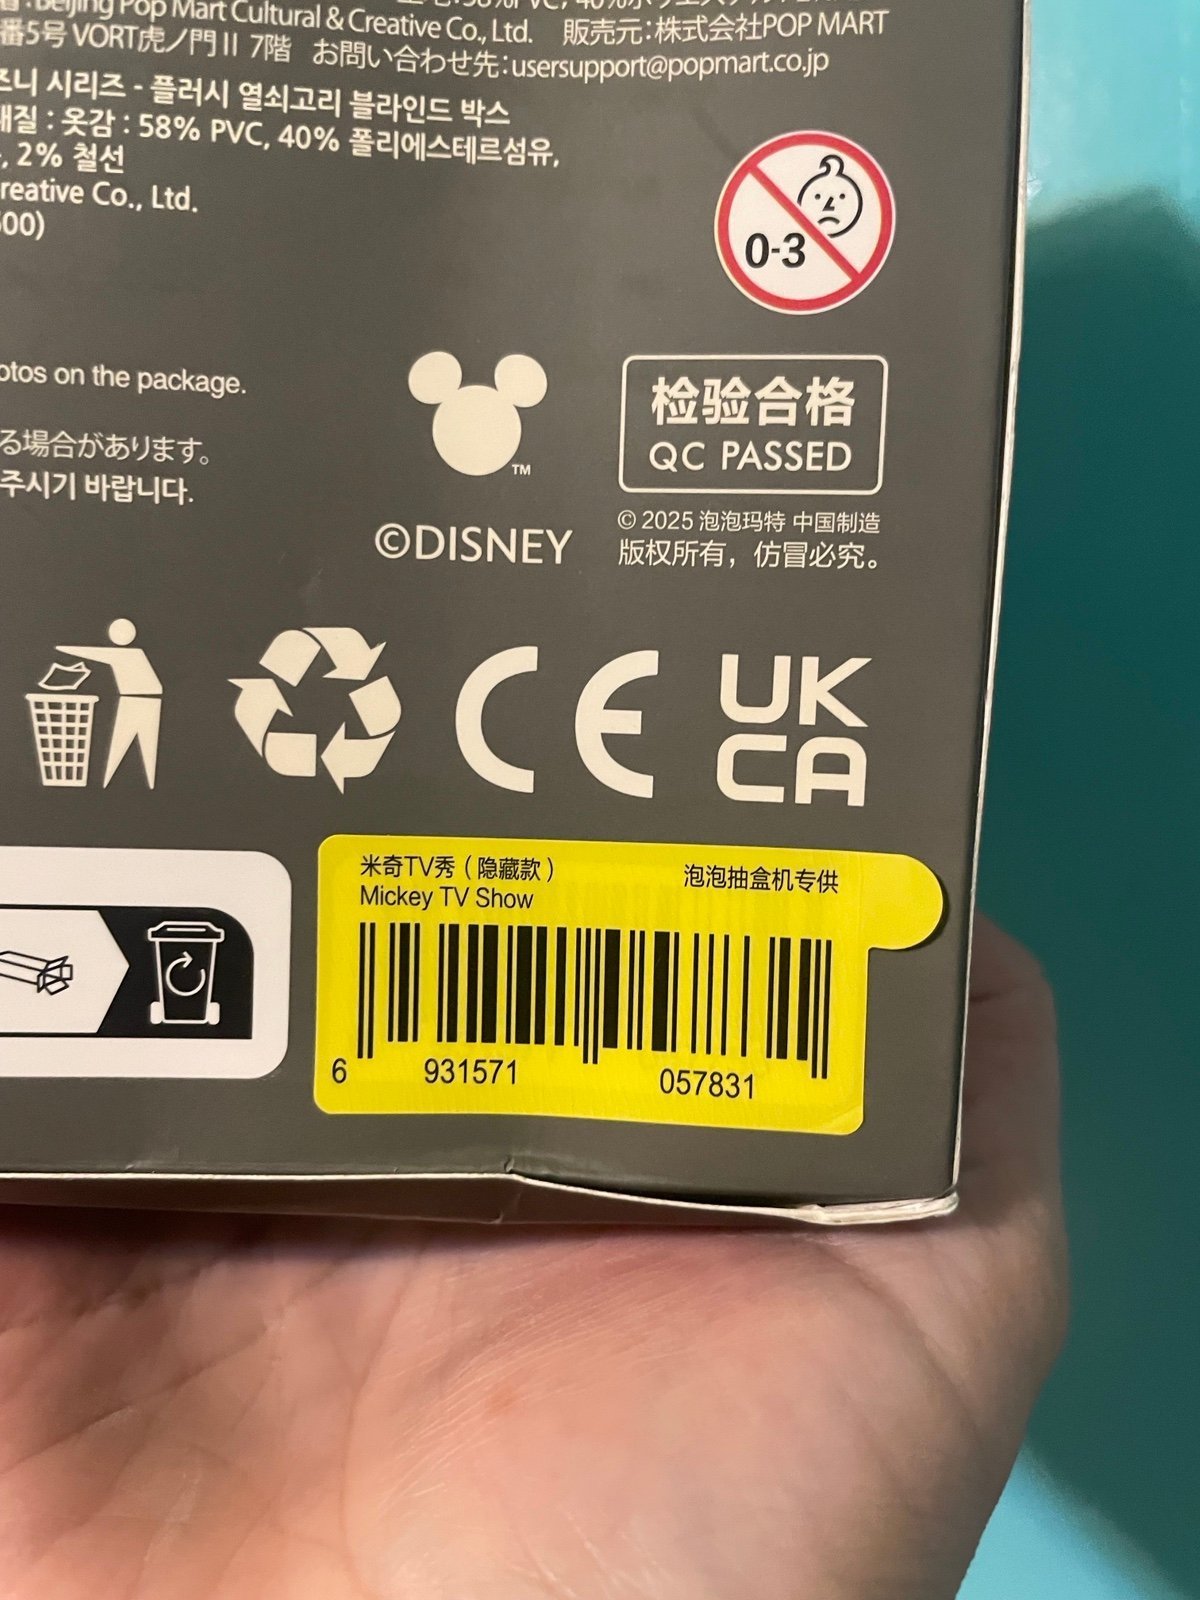 Beijing Pop Mart Cultural & Creative Co., Ltd. 販売元:株式会社POP MART
番5号 VORT虎ノ門II 7階 お問い合わせ先:usersupport@popmart.co.jp
즈니 시리즈 - 플러시 열쇠고리 블라인드 박스
재질 : 옷감 : 58% PVC, 40% 폴리에스테르섬유,
, 2% 철선
reative Co., Ltd.
500)
0-3
otos on the package.
る場合があります。
주시기 바랍니다.
TM
©DISNEY
检验合格
QC PASSED
© 2025 泡泡玛特 中国制造
版权所有，仿冒必究。
CE
UK
CA
米奇TV秀（隐藏款） 泡泡抽盒机专供
Mickey TV Show
6 931571 057831